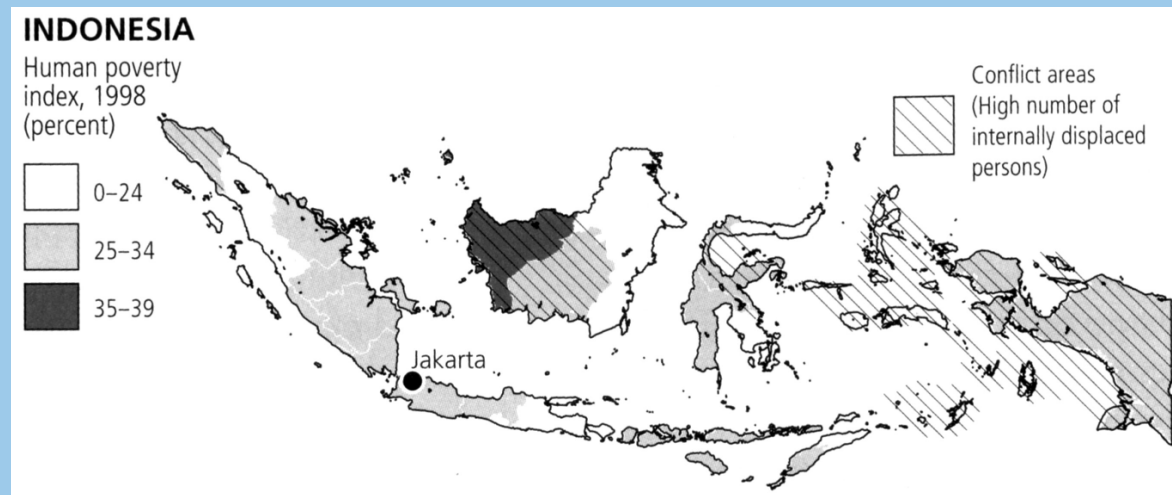 INDONESIA
Human poverty
index, 1998
(percent)
0–24
25–34
35–39
Conflict areas
(High number of
internally displaced
persons)
Jakarta